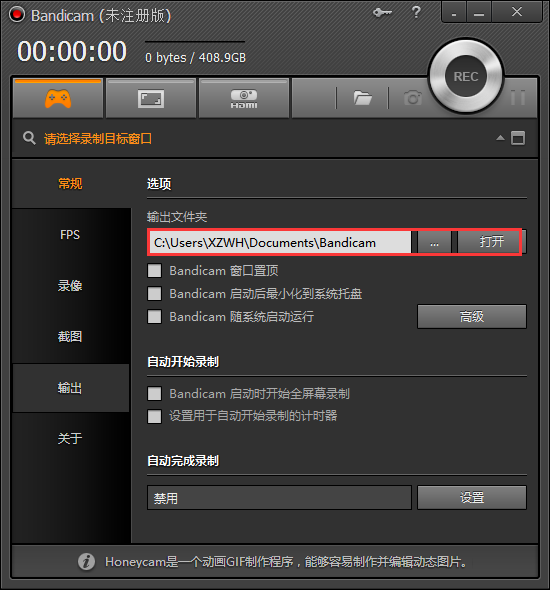 Bandicam (未注册版)
00:00:00
0 bytes / 408.9GB
REC
HDMI
请选择录制目标窗口
常规
FPS
录像
截图
输出
关于
选项
输出文件夹
C:\Users\XZWH\Documents\Bandicam ... 打开
Bandicam 窗口置顶
Bandicam 启动后最小化到系统托盘
Bandicam 随系统启动运行
高级
自动开始录制
Bandicam 启动时开始全屏幕录制
设置用于自动开始录制的计时器
自动完成录制
禁用 设置
Honeycam是一个动画GIF制作程序，能够容易制作并编辑动态图片。